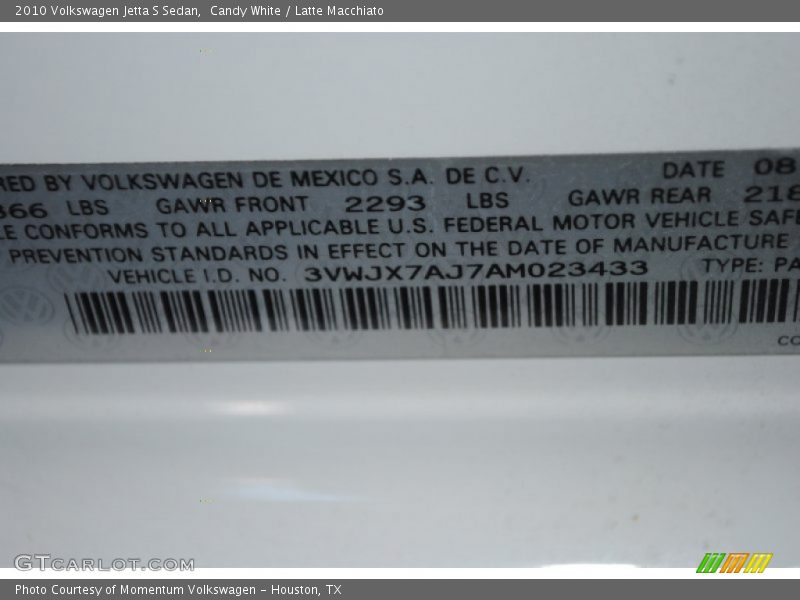 2010 Volkswagen Jetta S Sedan,  Candy White / Latte Macchiato
RED BY VOLKSWAGEN DE MEXICO S.A. DE C.V. DATE 08
366 LBS GAWR FRONT 2293 LBS GAWR REAR 218
LE CONFORMS TO ALL APPLICABLE U.S. FEDERAL MOTOR VEHICLE SAFE
PREVENTION STANDARDS IN EFFECT ON THE DATE OF MANUFACTURE
VEHICLE I.D. NO. 3VWJX7AJ7AM023433 TYPE: PA
CO
GTCARLOT.COM
Photo Courtesy of Momentum Volkswagen - Houston, TX